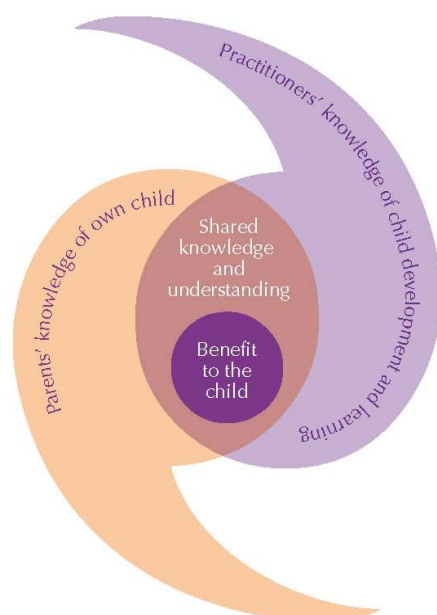 Practitioners' knowledge of child development and learning
Parents' knowledge of own child
Shared
knowledge
and
understanding
Benefit
to the
child